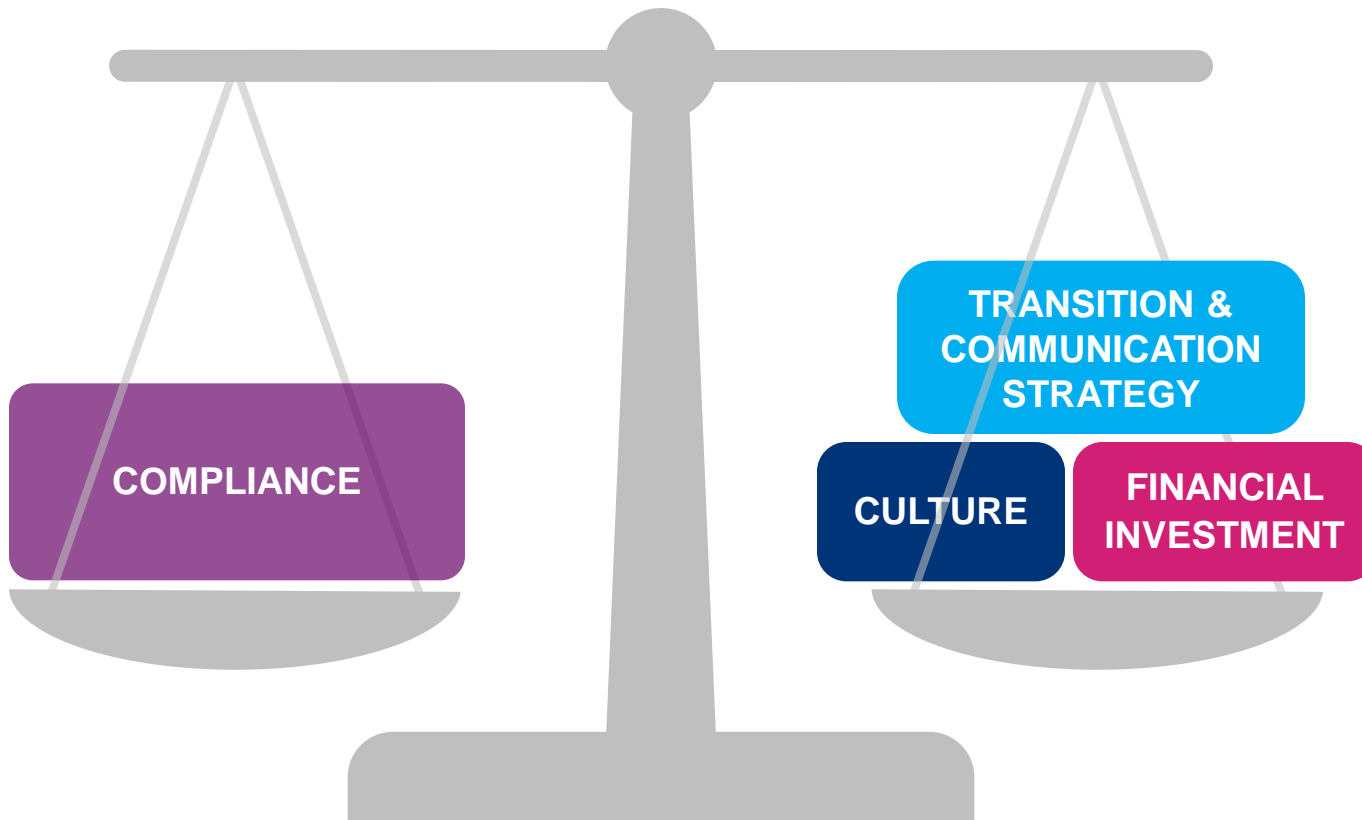 COMPLIANCE
TRANSITION &
COMMUNICATION
STRATEGY
CULTURE
FINANCIAL
INVESTMENT